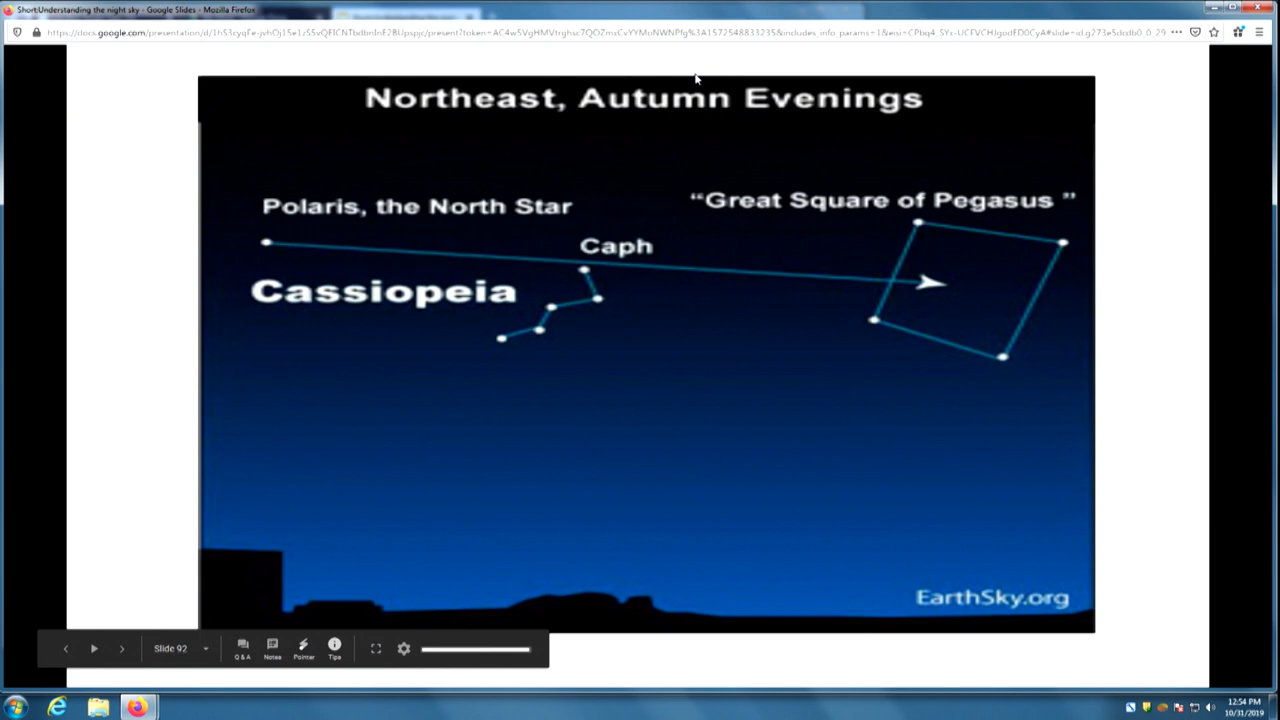 Short:Understanding the night sky - Google Slides - Mozilla Firefox
Northeast, Autumn Evenings
Polaris, the North Star
"Great Square of Pegasus "
Caph
Cassiopeia
EarthSky.org
Slide 92
Q & A
Notes
Pointer
Tips
12:54 PM
10/31/2019